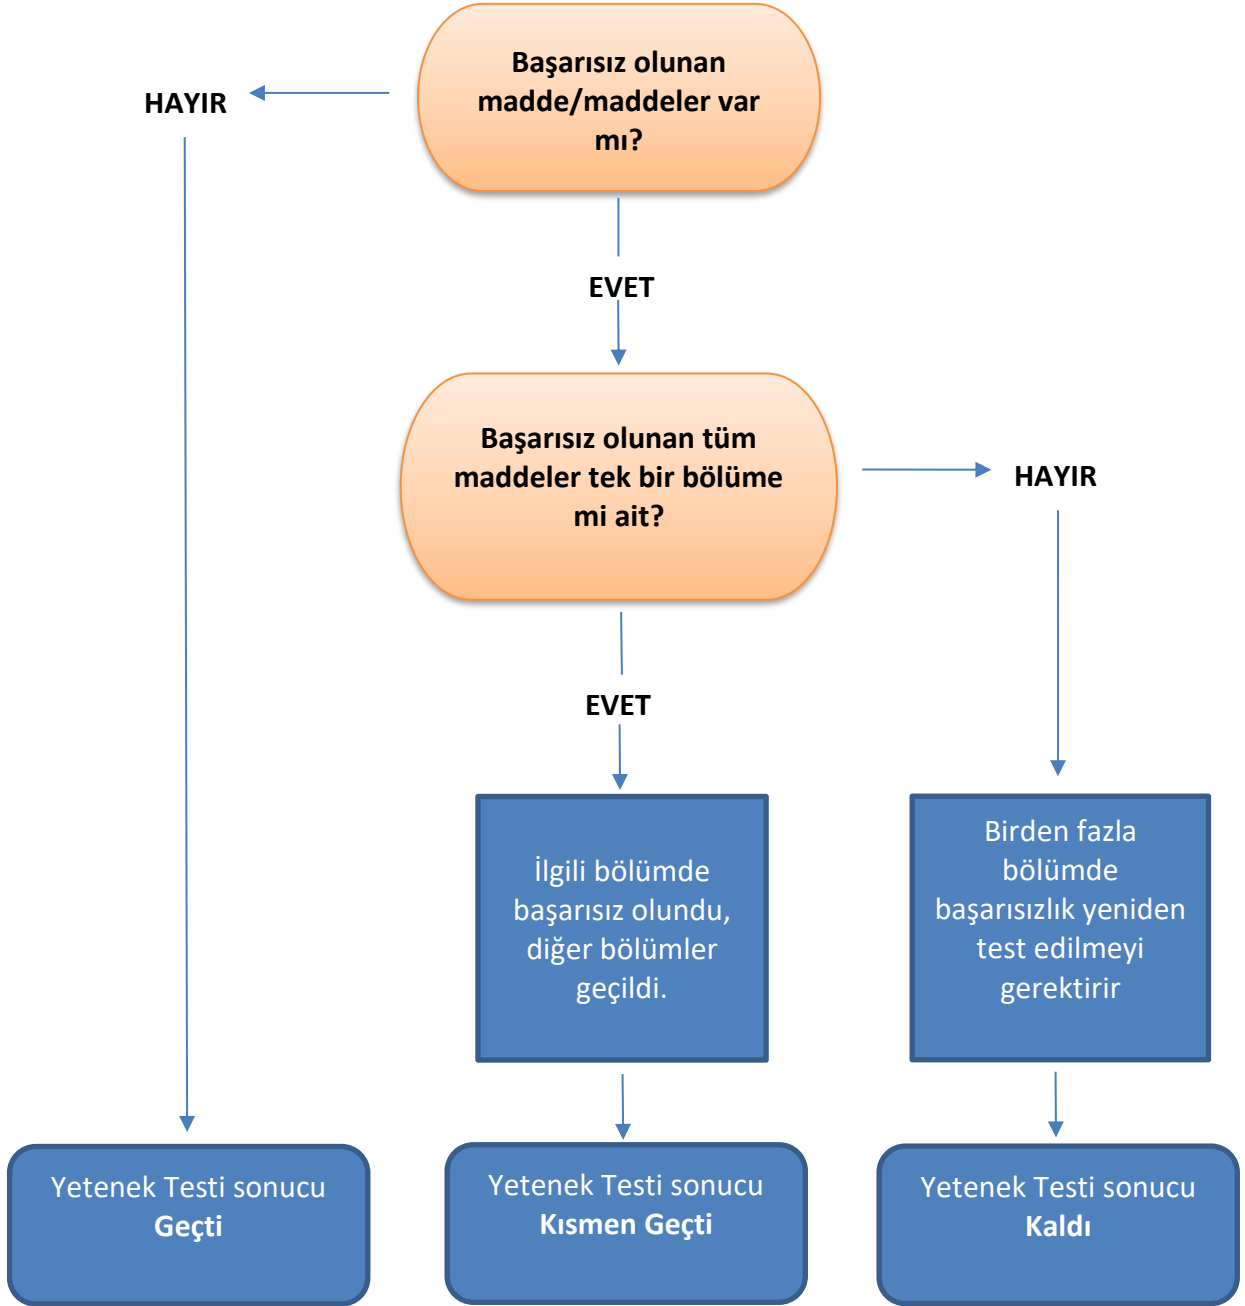 Başarısız olunan
madde/maddeler var
mı?
HAYIR
EVET
Başarısız olunan tüm
maddeler tek bir bölüme
mi ait?
HAYIR
EVET
İlgili bölümde
başarısız olundu,
diğer bölümler
geçildi.
Birden fazla
bölümde
başarısızlık yeniden
test edilmeyi
gerektirir
Yetenek Testi sonucu
Geçti
Yetenek Testi sonucu
Kısmen Geçti
Yetenek Testi sonucu
Kaldı